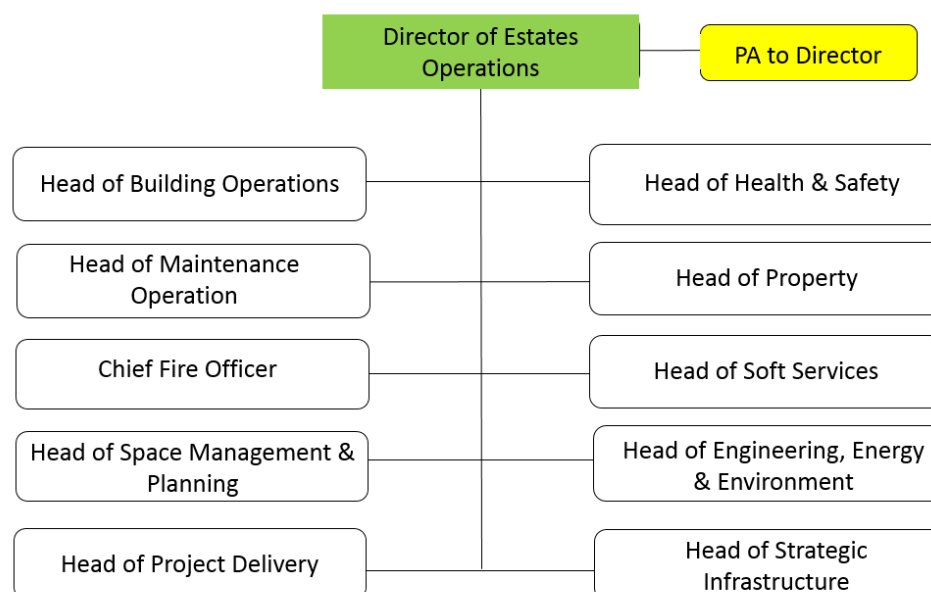 Director of Estates
Operations
PA to Director
Head of Building Operations
Head of Health & Safety
Head of Maintenance
Operation
Head of Property
Chief Fire Officer
Head of Soft Services
Head of Space Management &
Planning
Head of Engineering, Energy
& Environment
Head of Project Delivery
Head of Strategic
Infrastructure